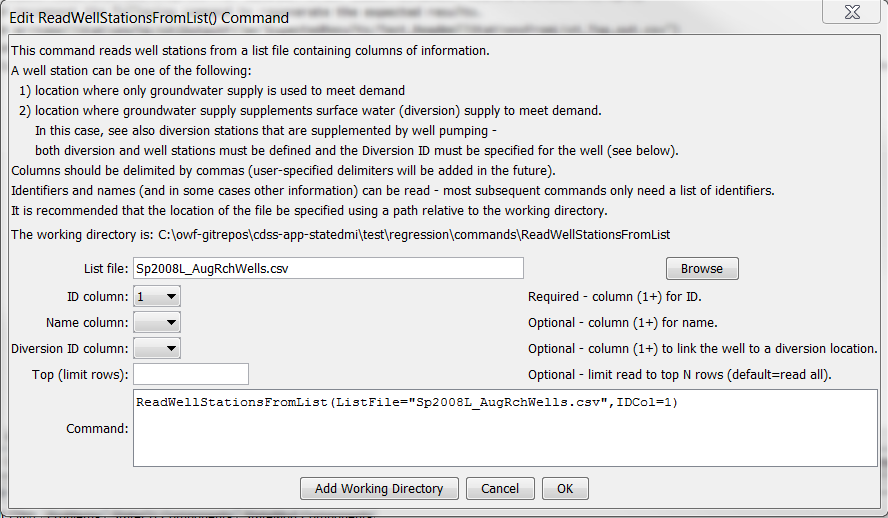 Edit ReadWellStationsFromList() Command
This command reads well stations from a list file containing columns of information.
A well station can be one of the following:
1) location where only groundwater supply is used to meet demand
2) location where groundwater supply supplements surface water (diversion) supply to meet demand.
In this case, see also diversion stations that are supplemented by well pumping -
both diversion and well stations must be defined and the Diversion ID must be specified for the well (see below).
Columns should be delimited by commas (user-specified delimiters will be added in the future).
Identifiers and names (and in some cases other information) can be read - most subsequent commands only need a list of identifiers.
It is recommended that the location of the file be specified using a path relative to the working directory.
The working directory is: C:\owf-gitrepos\cdss-app-statedmi\test\regression\commands\ReadWellStationsFromList
List file: Sp2008L_AugRchWells.csv Browse
ID column: 1 Required - column (1+) for ID.
Name column: Optional - column (1+) for name.
Diversion ID column: Optional - column (1+) to link the well to a diversion location.
Top (limit rows): Optional - limit read to top N rows (default=read all).
Command: ReadWellStationsFromList(ListFile="Sp2008L_AugRchWells.csv",IDCol=1)
Add Working Directory Cancel OK